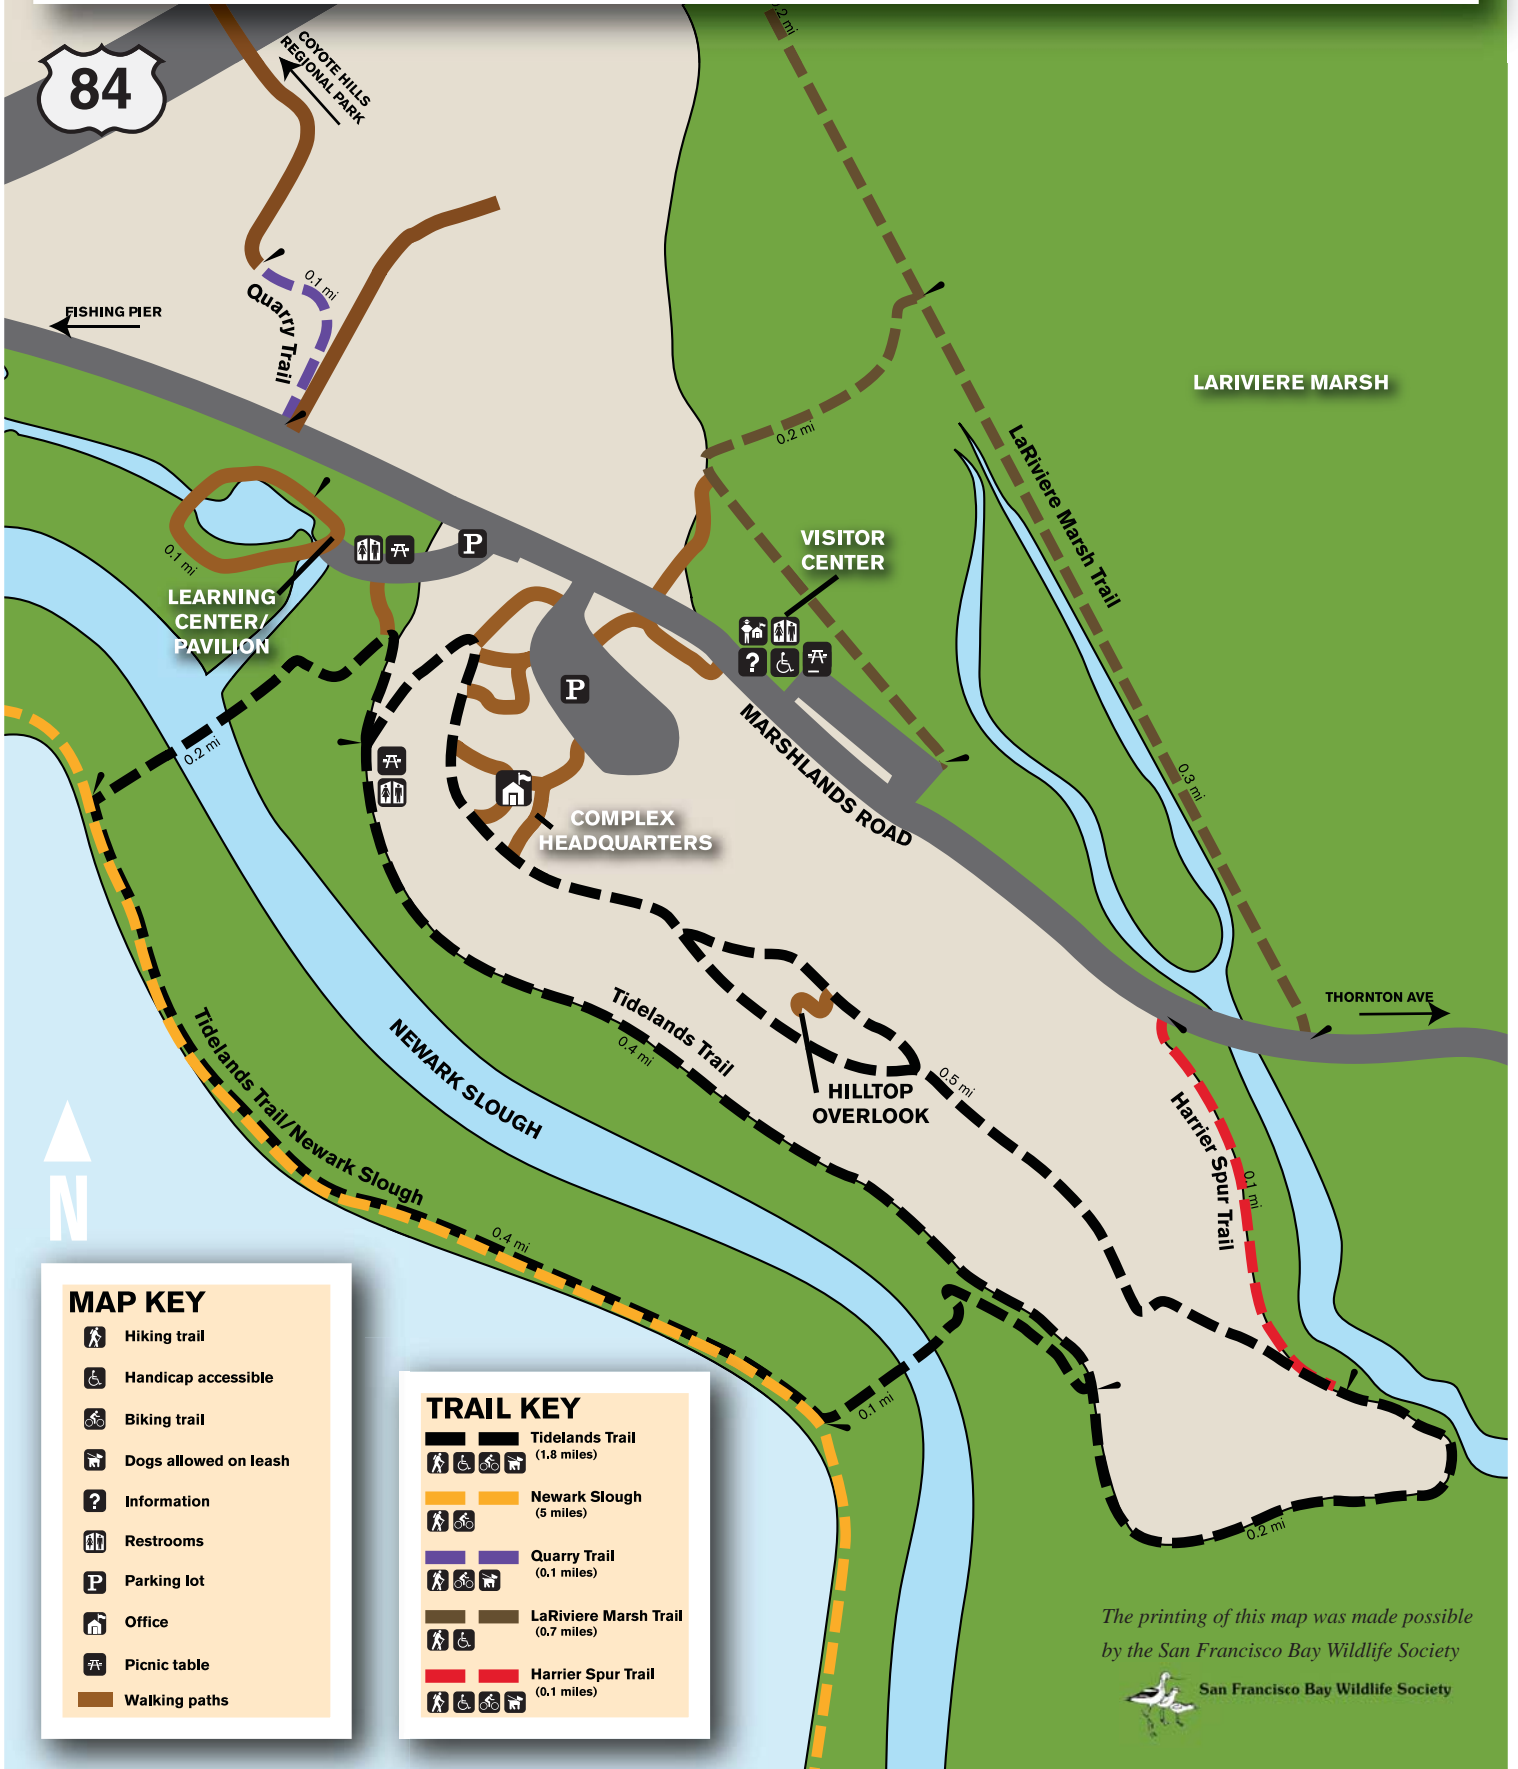 0.2 mi
84
COYOTE HILLS
REGIONAL PARK
0.1 mi
Quarry Trail
FISHING PIER
LARIVIERE MARSH
0.2 mi
LaRiviere Marsh Trail
P
VISITOR
CENTER
0.1 mi
LEARNING
CENTER/
PAVILION
?
P
0.2 mi
MARSHLANDS ROAD
0.3 mi
COMPLEX
HEADQUARTERS
THORNTON AVE
Tidelands Trail
0.4 mi
NEWARK SLOUGH
Tidelands Trail/Newark Slough
HILLTOP
OVERLOOK
0.5 mi
Harrier Spur Trail
0.1 mi
N
0.4 mi
0.1 mi
0.2 mi
MAP KEY
Hiking trail
Handicap accessible
Biking trail
Dogs allowed on leash
? Information
Restrooms
P Parking lot
Office
Picnic table
Walking paths
TRAIL KEY
Tidelands Trail
(1.8 miles)
Newark Slough
(5 miles)
Quarry Trail
(0.1 miles)
LaRiviere Marsh Trail
(0.7 miles)
Harrier Spur Trail
(0.1 miles)
The printing of this map was made possible
by the San Francisco Bay Wildlife Society
San Francisco Bay Wildlife Society